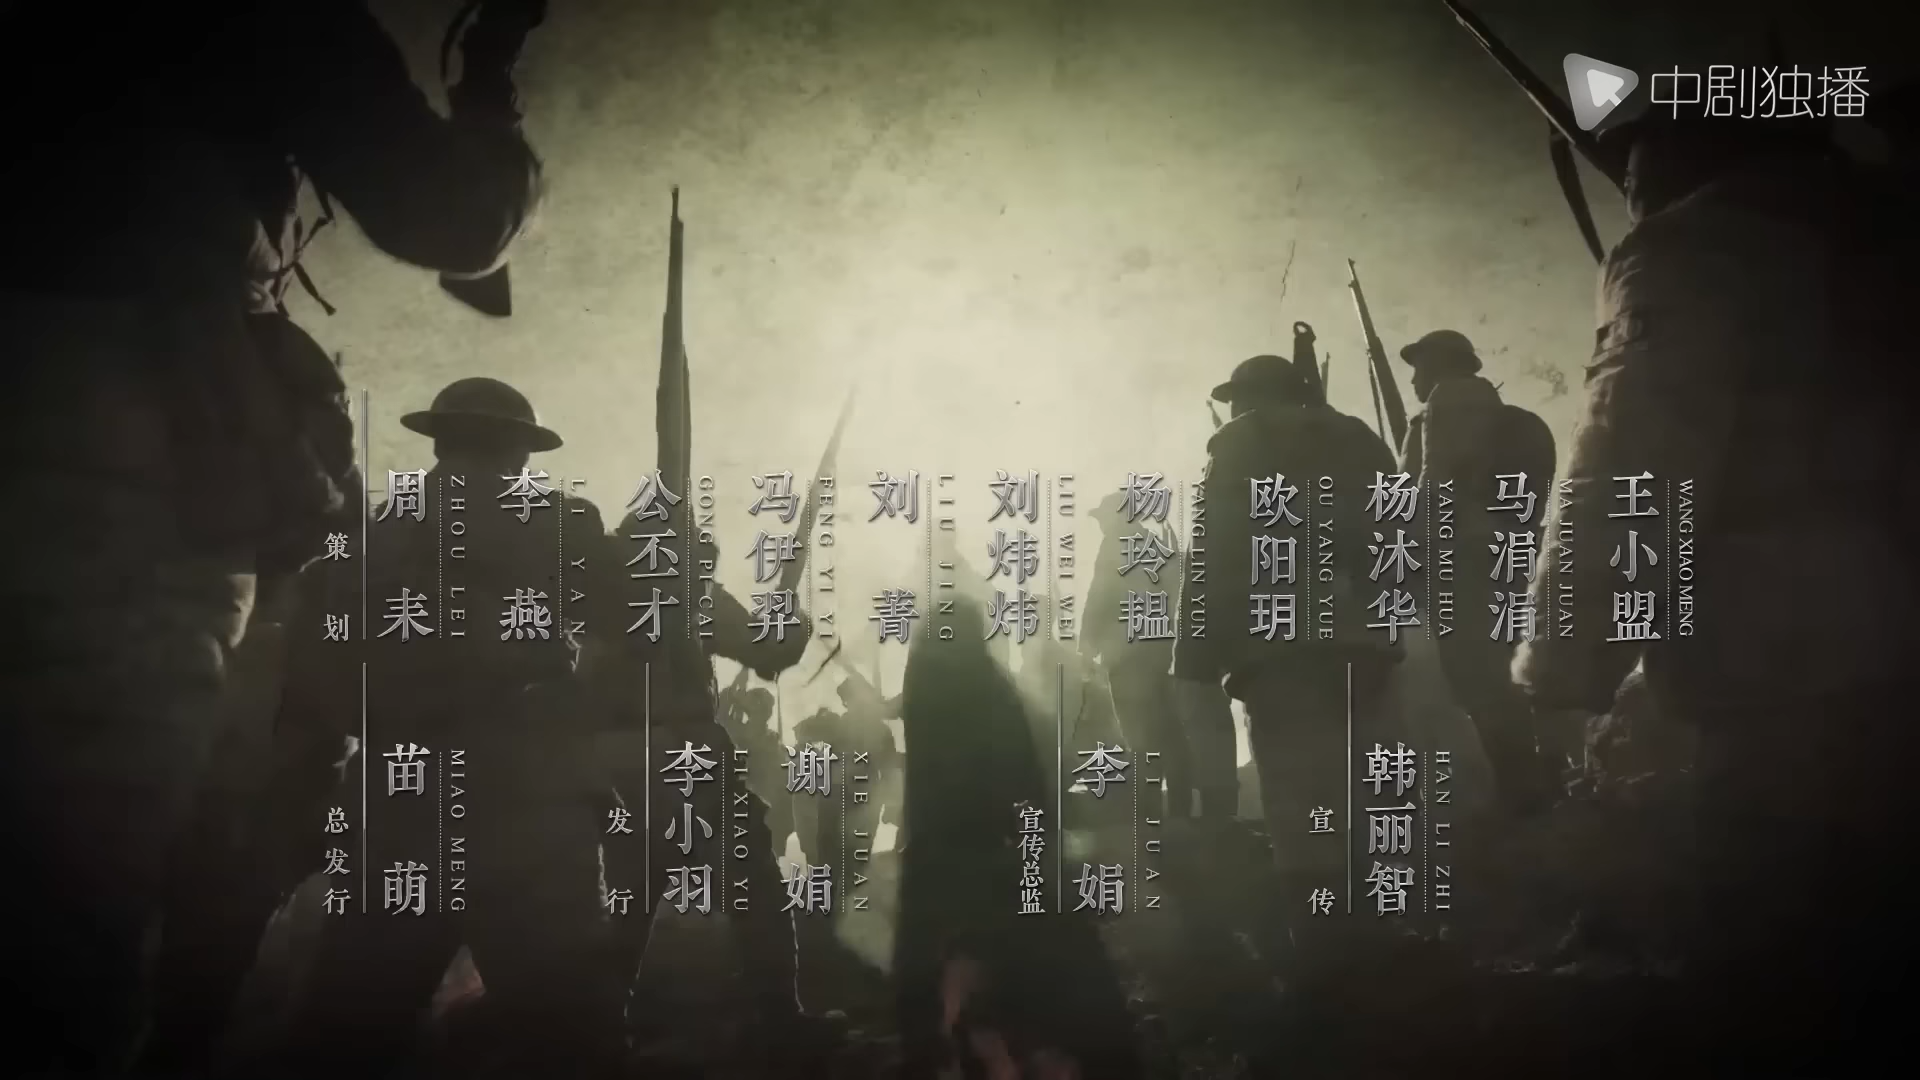 中剧独播
策划
周耒
ZHOU LEI
李燕
LI YAN
公丕才
GONG PI CAI
冯伊羿
FENG YI YI
刘菁
LIU JING
刘炜炜
LIU WEI WEI
杨玲韫
YANG LIN YUN
欧阳玥
OU YANG YUE
杨沐华
YANG MU HUA
马涓涓
MA JUAN JUAN
王小盟
WANG XIAO MENG
总发行
苗萌
MIAO MENG
发行
李小羽
LI XIAO YU
谢娟
XIE JUAN
宣传总监
李娟
LI JUAN
宣传
韩丽智
HAN LI ZHI